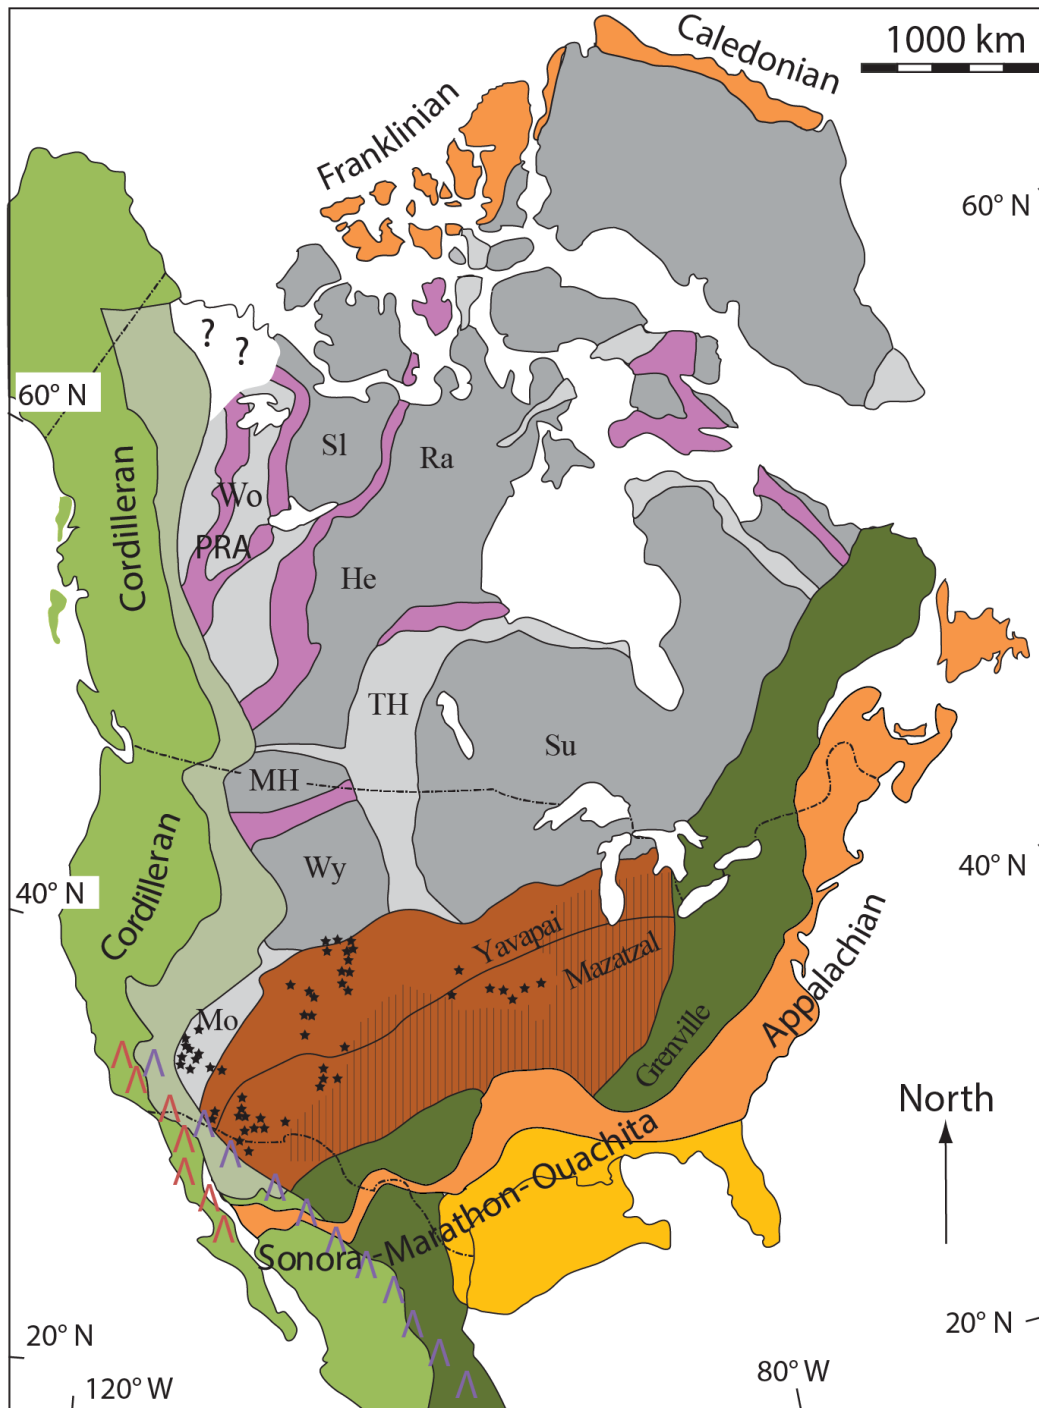 Caledonian
1000 km
Franklinian
60° N
?
?
60° N
Sl
Ra
Cordilleran
Wo
PRA
He
TH
Su
MH
Cordilleran
Wy
40° N
40° N
Yavapai
Mazatzal
Appalachian
Mo
Grenville
North
Sonora-Marathon-Ouachita
20° N
20° N
80° W
120° W